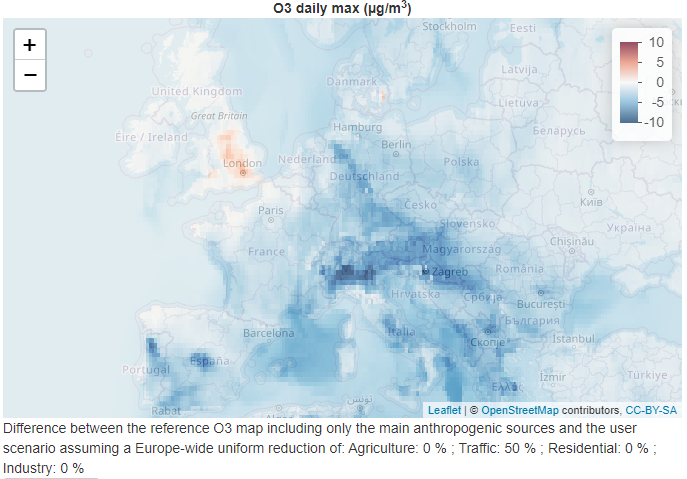 O3 daily max (µg/m³)
Stockholm
Eesti
+
−
10
5
0
-5
-10
Latvija
Danmark
United Kingdom
Lietuva
Great Britain
Hamburg
Беларусь
Éire / Ireland
Berlin
London
Nederland
Polska
Deutschland
Київ
Česko
Paris
Slovensko
Україна
France
Magyarország
Chișinău
Zagreb
România
Hrvatska
Србија
București
Barcelona
Italia
България
Скопје
İstanbul
España
Portugal
İzmir
Türkiye
تونس
Rabat
Leaflet | © OpenStreetMap contributors, CC-BY-SA
Difference between the reference O3 map including only the main anthropogenic sources and the user
scenario assuming a Europe-wide uniform reduction of: Agriculture: 0 % ; Traffic: 50 % ; Residential: 0 % ;
Industry: 0 %